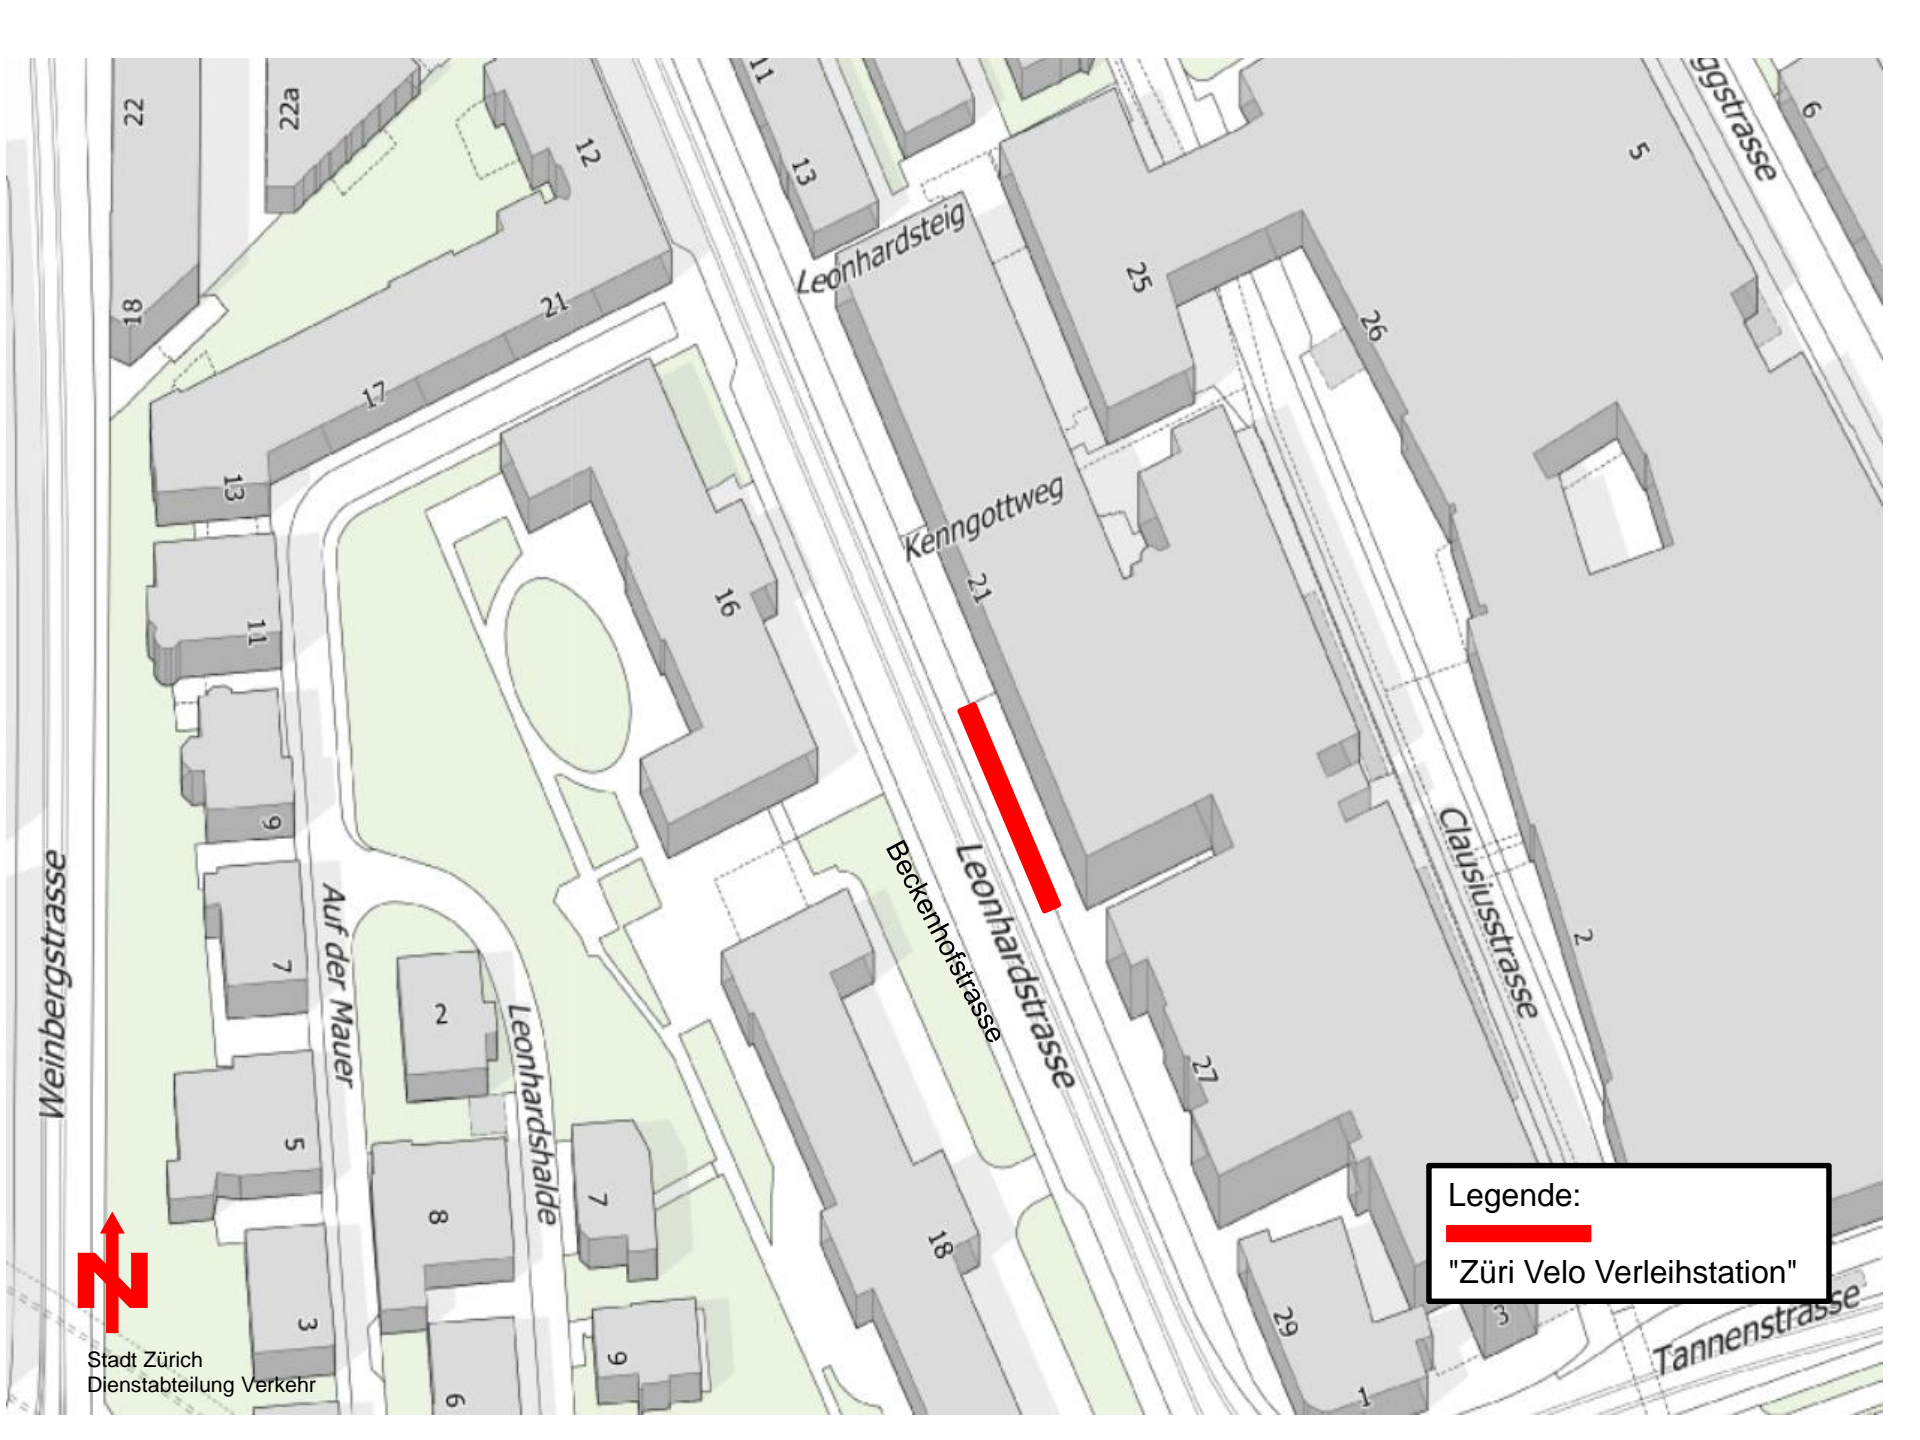 11
22
22a
12
13
6
5
ggstrasse
Leonhardsteig
25
18
21
26
17
13
Kenngottweg
21
16
11
9
Clausiusstrasse
Weinbergstrasse
Auf der Mauer
Beckenhofstrasse
Leonhardstrasse
7
2
2
Leonhardshalde
27
5
7
8
18
Legende:
"Züri Velo Verleihstation"
3
29
3
Tannenstrasse
9
6
1
N
Stadt Zürich
Dienstabteilung Verkehr